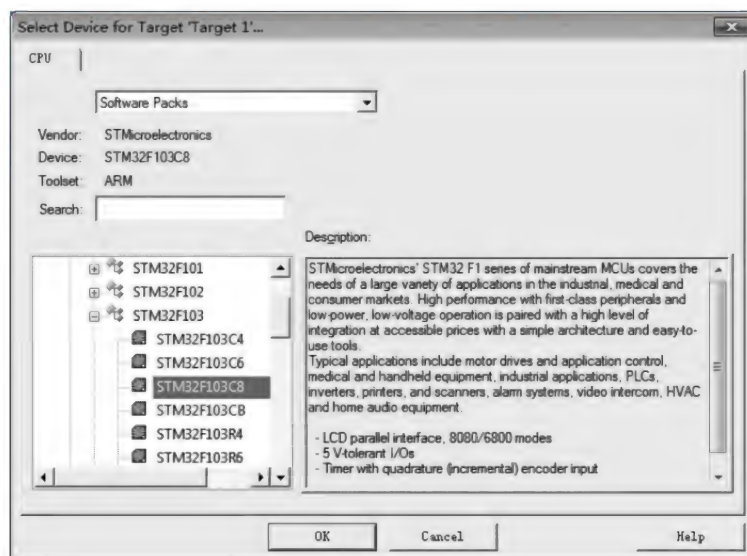 Select Device for Target 'Target 1'...
CPU
Software Packs
Vendor: STMicroelectronics
Device: STM32F103C8
Toolset: ARM
Search:
Description:
STM32F101
STM32F102
STM32F103
STM32F103C4
STM32F103C6
STM32F103C8
STM32F103CB
STM32F103R4
STM32F103R6
STMicroelectronics' STM32 F1 series of mainstream MCUs covers the
needs of a large variety of applications in the industrial, medical and
consumer markets. High performance with first-class peripherals and
low-power, low-voltage operation is paired with a high level of
integration at accessible prices with a simple architecture and easy-to-
use tools.
Typical applications include motor drives and application control,
medical and handheld equipment, industrial applications, PLCs,
inverters, printers, and scanners, alarm systems, video intercom, HVAC
and home audio equipment.
- LCD parallel interface, 8080/6800 modes
- 5 V-tolerant I/Os
- Timer with quadrature (incremental) encoder input
OK
Cancel
Help